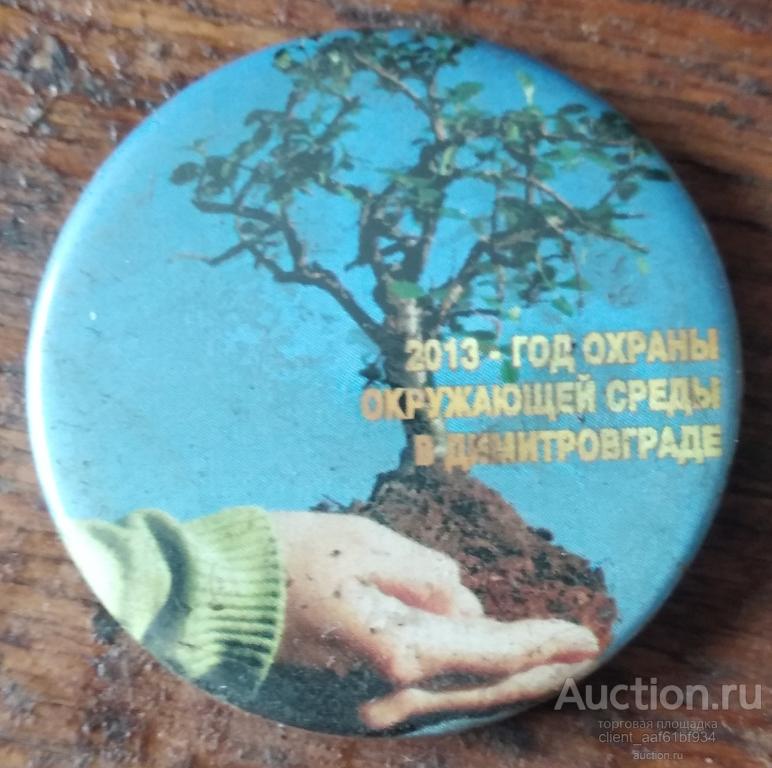 2013 - ГОД ОХРАНЫ
ОКРУЖАЮЩЕЙ СРЕДЫ
В ДИМИТРОВГРАДЕ
Auction.ru
торговая площадка
client_aaf61bf934
auction.ru